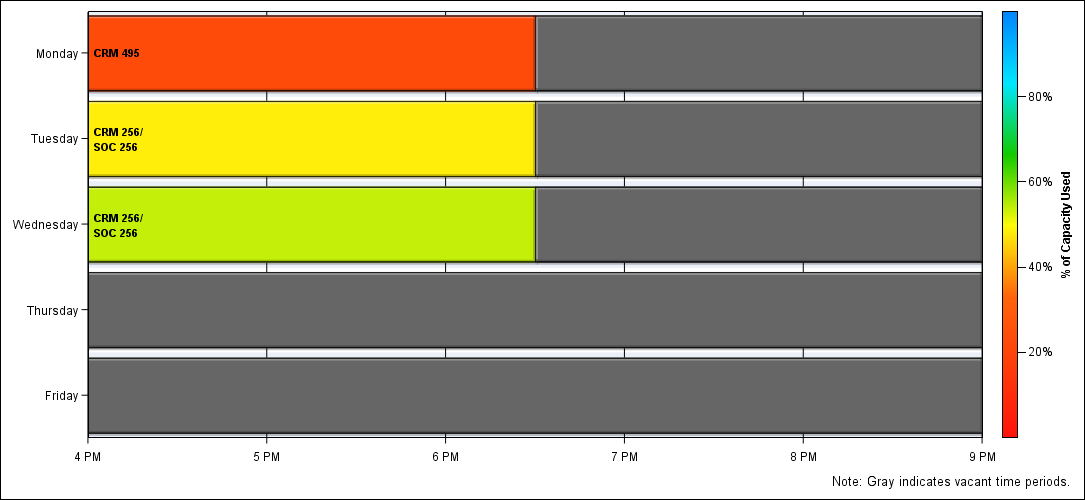 Monday
CRM 495
Tuesday
CRM 256/
SOC 256
Wednesday
CRM 256/
SOC 256
Thursday
Friday
4 PM 5 PM 6 PM 7 PM 8 PM 9 PM
80%
60%
40%
20%
% of Capacity Used
Note: Gray indicates vacant time periods.